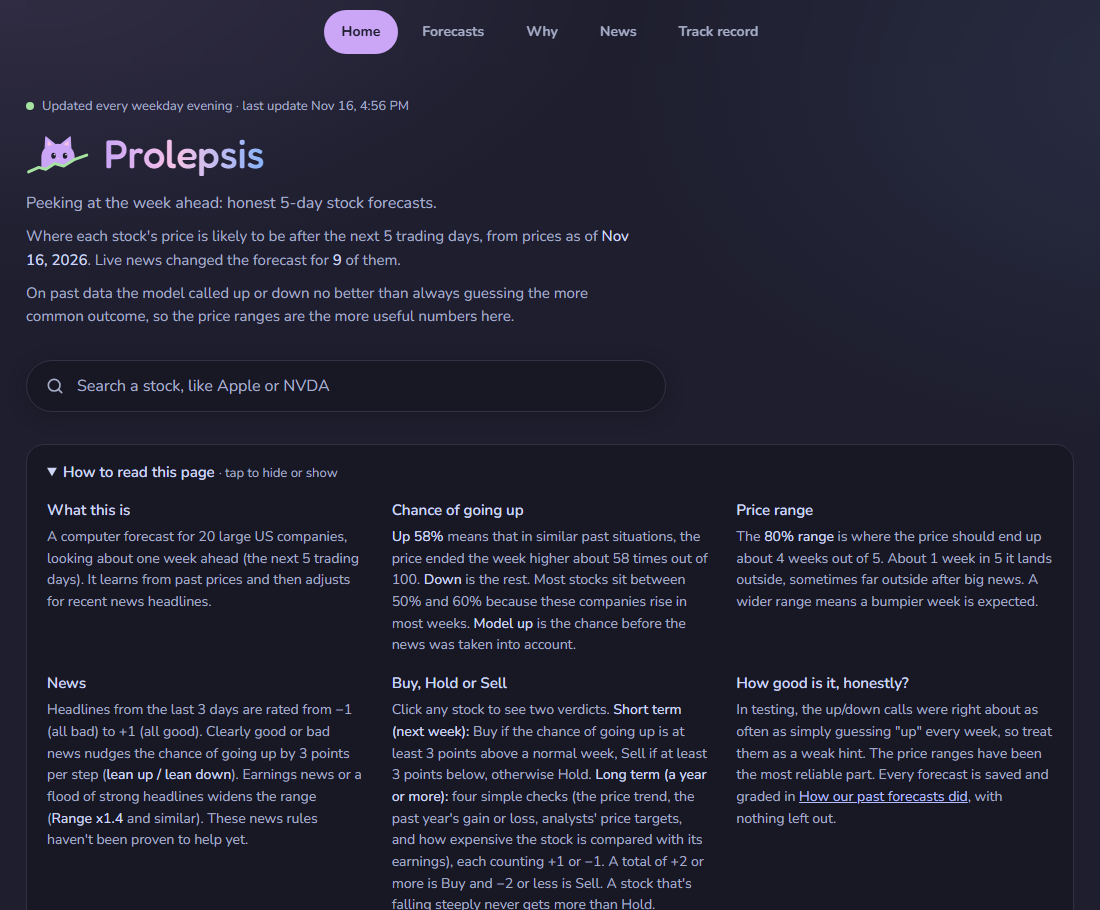 Home Forecasts Why News Track record
Updated every weekday evening · last update Nov 16, 4:56 PM
Prolepsis
Peeking at the week ahead: honest 5-day stock forecasts.
Where each stock's price is likely to be after the next 5 trading days, from prices as of Nov
16, 2026. Live news changed the forecast for 9 of them.
On past data the model called up or down no better than always guessing the more
common outcome, so the price ranges are the more useful numbers here.
Search a stock, like Apple or NVDA
▼ How to read this page · tap to hide or show
What this is
A computer forecast for 20 large US companies,
looking about one week ahead (the next 5 trading
days). It learns from past prices and then adjusts
for recent news headlines.
Chance of going up
Up 58% means that in similar past situations, the
price ended the week higher about 58 times out of
100. Down is the rest. Most stocks sit between
50% and 60% because these companies rise in
most weeks. Model up is the chance before the
news was taken into account.
Price range
The 80% range is where the price should end up
about 4 weeks out of 5. About 1 week in 5 it lands
outside, sometimes far outside after big news. A
wider range means a bumpier week is expected.
News
Headlines from the last 3 days are rated from −1
(all bad) to +1 (all good). Clearly good or bad
news nudges the chance of going up by 3 points
per step (lean up / lean down). Earnings news or a
flood of strong headlines widens the range
(Range x1.4 and similar). These news rules
haven't been proven to help yet.
Buy, Hold or Sell
Click any stock to see two verdicts. Short term
(next week): Buy if the chance of going up is at
least 3 points above a normal week, Sell if at least
3 points below, otherwise Hold. Long term (a year
or more): four simple checks (the price trend, the
past year's gain or loss, analysts' price targets,
and how expensive the stock is compared with its
earnings), each counting +1 or −1. A total of +2 or
more is Buy and −2 or less is Sell. A stock that's
falling steeply never gets more than Hold.
How good is it, honestly?
In testing, the up/down calls were right about as
often as simply guessing "up" every week, so treat
them as a weak hint. The price ranges have been
the most reliable part. Every forecast is saved and
graded in How our past forecasts did, with
nothing left out.